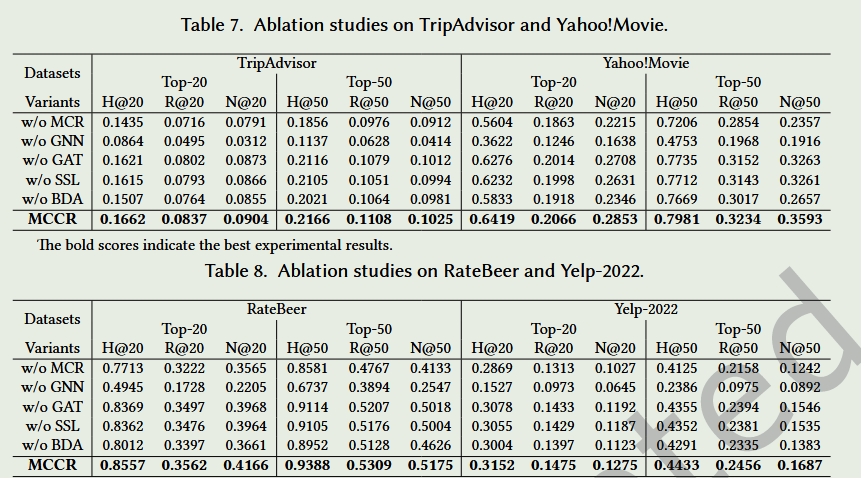 Table 7. Ablation studies on TripAdvisor and Yahoo!Movie.
Datasets TripAdvisor Yahoo!Movie
Top-20 Top-50 Top-20 Top-50
Variants H@20 R@20 N@20 H@50 R@50 N@50 H@20 R@20 N@20 H@50 R@50 N@50
w/o MCR 0.1435 0.0716 0.0791 0.1856 0.0976 0.0912 0.5604 0.1863 0.2215 0.7206 0.2854 0.2357
w/o GNN 0.0864 0.0495 0.0312 0.1137 0.0628 0.0414 0.3622 0.1246 0.1638 0.4753 0.1968 0.1916
w/o GAT 0.1621 0.0802 0.0873 0.2116 0.1079 0.1012 0.6276 0.2014 0.2708 0.7735 0.3152 0.3263
w/o SSL 0.1615 0.0793 0.0866 0.2105 0.1051 0.0994 0.6232 0.1998 0.2631 0.7712 0.3143 0.3261
w/o BDA 0.1507 0.0764 0.0855 0.2021 0.1064 0.0981 0.5833 0.1918 0.2346 0.7669 0.3017 0.2657
MCCR 0.1662 0.0837 0.0904 0.2166 0.1108 0.1025 0.6419 0.2066 0.2853 0.7981 0.3234 0.3593
The bold scores indicate the best experimental results.
Table 8. Ablation studies on RateBeer and Yelp-2022.
Datasets RateBeer Yelp-2022
Top-20 Top-50 Top-20 Top-50
Variants H@20 R@20 N@20 H@50 R@50 N@50 H@20 R@20 N@20 H@50 R@50 N@50
w/o MCR 0.7713 0.3222 0.3565 0.8581 0.4767 0.4133 0.2869 0.1313 0.1027 0.4125 0.2158 0.1242
w/o GNN 0.4945 0.1728 0.2205 0.6737 0.3894 0.2547 0.1527 0.0973 0.0645 0.2386 0.0975 0.0892
w/o GAT 0.8369 0.3497 0.3968 0.9114 0.5207 0.5018 0.3078 0.1433 0.1192 0.4355 0.2394 0.1546
w/o SSL 0.8362 0.3476 0.3964 0.9105 0.5176 0.5004 0.3055 0.1429 0.1187 0.4352 0.2381 0.1535
w/o BDA 0.8012 0.3397 0.3661 0.8952 0.5128 0.4626 0.3004 0.1397 0.1123 0.4291 0.2335 0.1383
MCCR 0.8557 0.3562 0.4166 0.9388 0.5309 0.5175 0.3152 0.1475 0.1275 0.4433 0.2456 0.1687